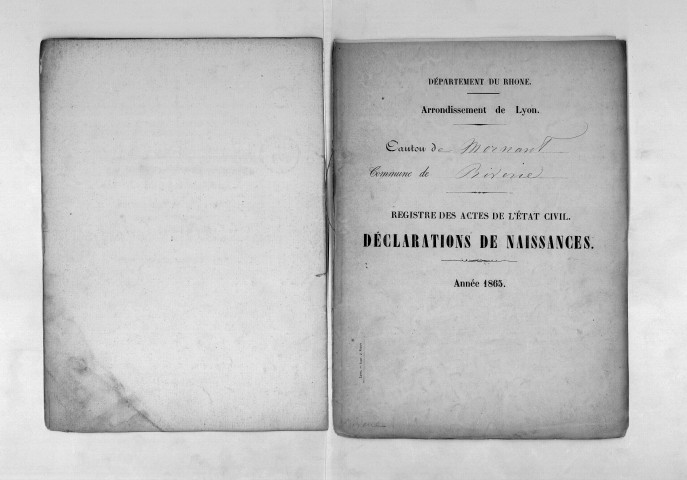 DÉPARTEMENT DU RHONE.
Arrondissement de Lyon.
Canton de Mornant
Commune de Riverie
REGISTRE DES ACTES DE L'ÉTAT CIVIL.
DÉCLARATIONS DE NAISSANCES.
Année 1865.